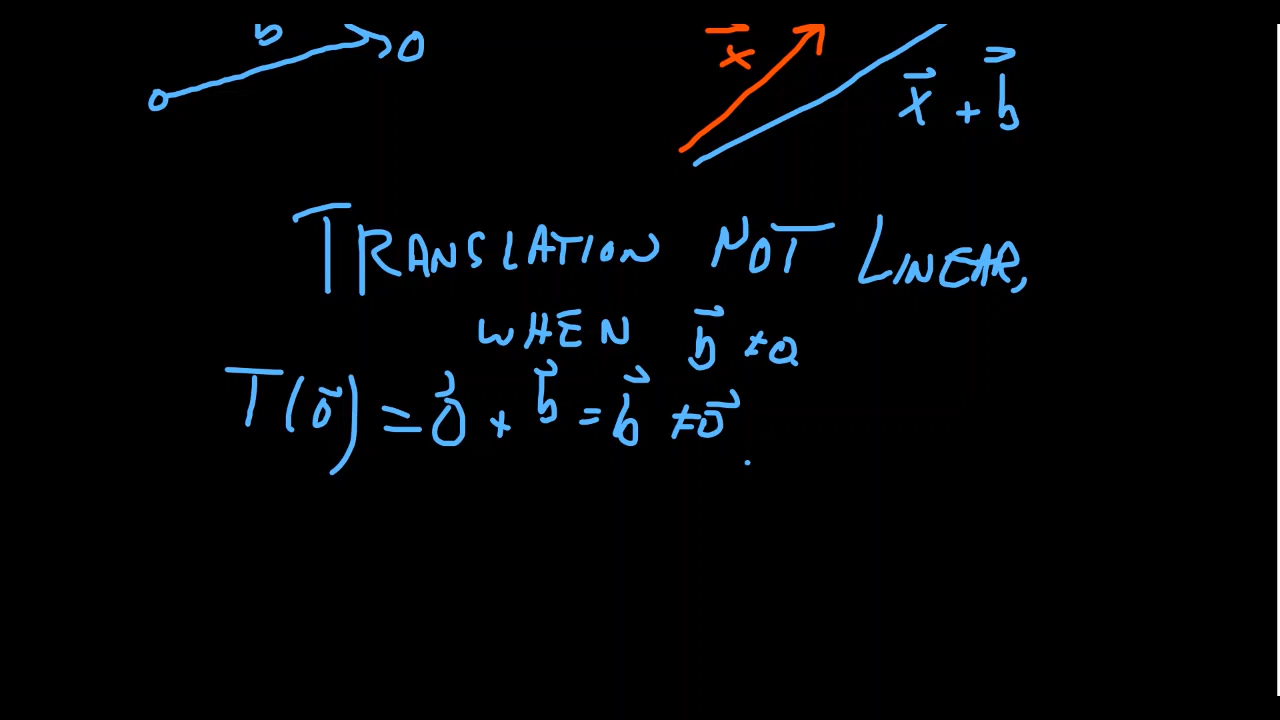 b
x⃗
x⃗ + b⃗
TRANSLATION NOT LINEAR,
WHEN b⃗ ≠0
T(0⃗) = 0⃗ + b⃗ = b⃗ ≠0⃗.